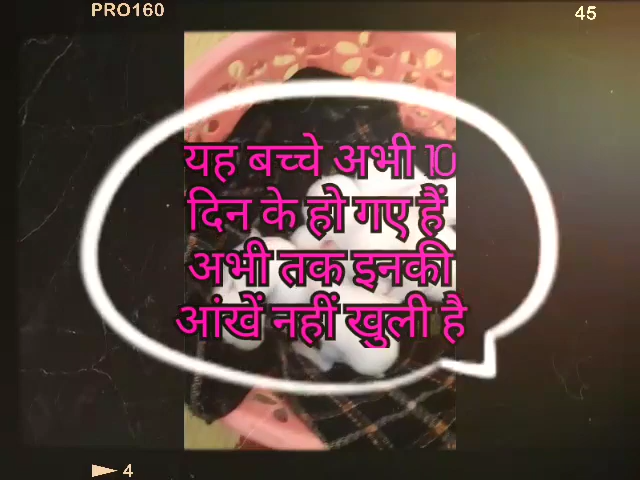 PRO160
45
यह बच्चे अभी 10
दिन के हो गए हैं
अभी तक इनकी
आंखें नहीं खुली है
4